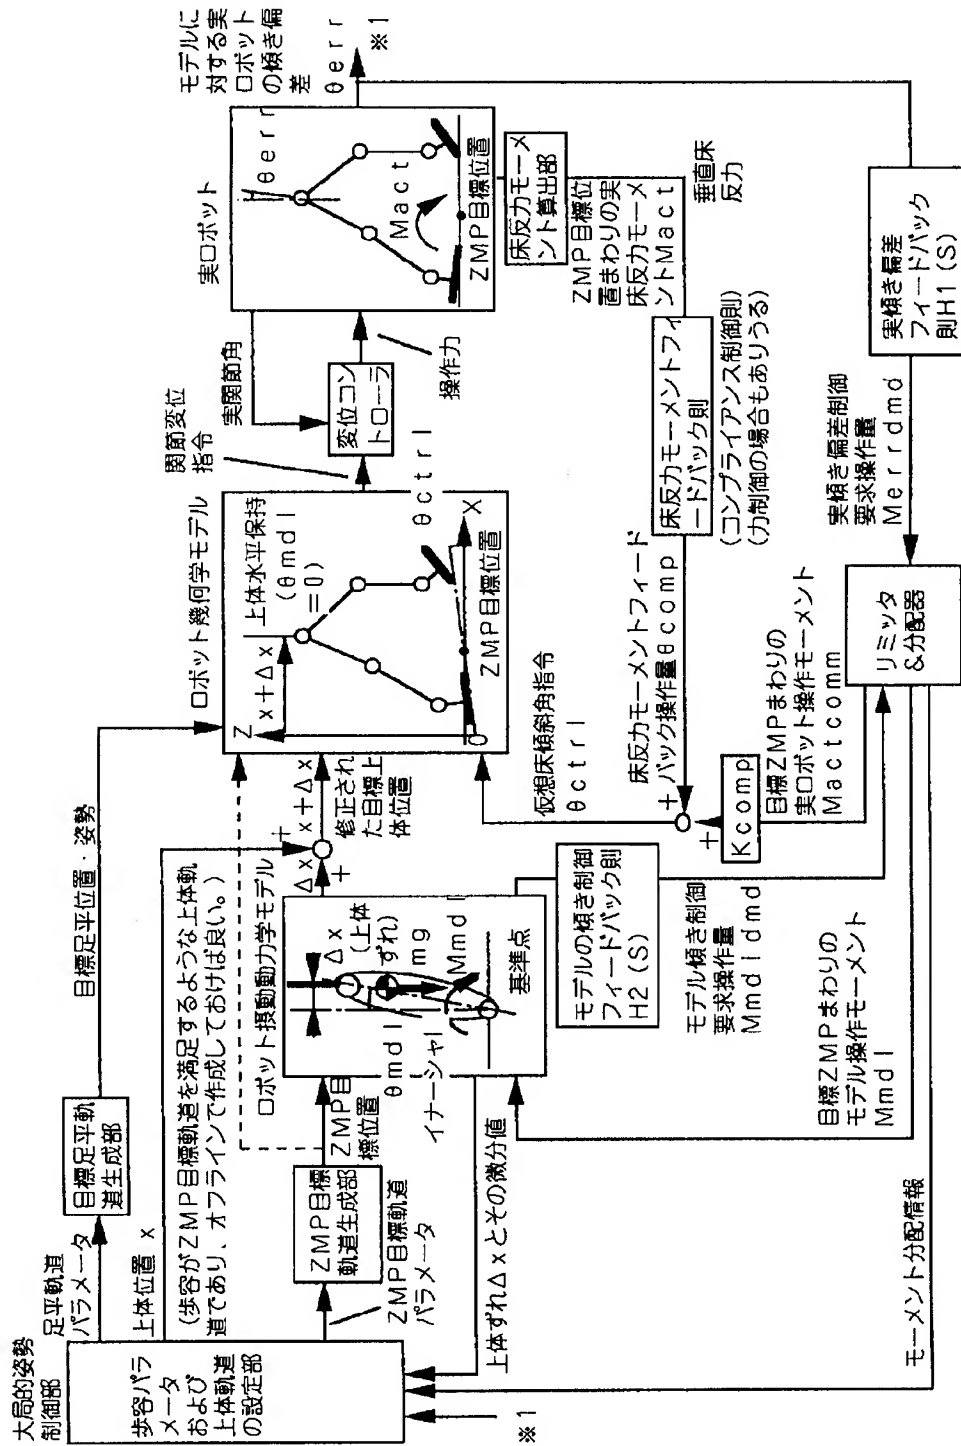 大局的姿勢
制御部
歩容パラ
メータ
および
上体軌道
の設定部
※1
足平軌道
パラメータ
目標足平軌
道生成部
目標足平位置・姿勢
上体位置 x
(歩容がZMP目標軌道を満足するような上体軌
道であり、オフラインで作成しておけば良い。)
ZMP目標
軌道生成部
ZMP目標軌道
パラメータ
ZMP目
標位置
ロボット摂動動力学モデル
Δx
(上体
ずれ)
mg
Mmdl
θmdl
イナーシャI
基準点
上体ずれΔxとその微分値
Δx
+
+
x+Δx
修正され
た目標上
体位置
モデルの傾き制御
フィードバック則
H2(S)
モデル傾き制御
要求操作量
Mmdldmd
目標ZMPまわりの
モデル操作モーメント
Mmdl
モーメント分配情報
ロボット幾何学モデル
Z
x+Δx
上体水平保持
(θmdl
=0)
X
O
ZMP目標位置
仮想床傾斜角指令
θctrl
関節変位
指令
θctrl
変位コン
トローラ
実関節角
操作力
実ロボット
θerr
Mact
ZMP目標位置
モデルに
対する実
ロボット
の傾き偏
差
θerr
※1
床反力モーメ
ント算出部
ZMP目標位
置まわりの実
床反力モーメ
ントMact
垂直床
反力
床反力モーメントフィ
ードバック則
(コンプライアンス制御則)
(力制御の場合もありうる)
床反力モーメントフィード
バック操作量θcomp
+
+
Kcomp
目標ZMPまわりの
実ロボット操作モーメント
Mactcomm
リミッタ
&分配器
実傾き偏差制御
要求操作量
Merrdmd
実傾き偏差
フィードバック
則H1(S)